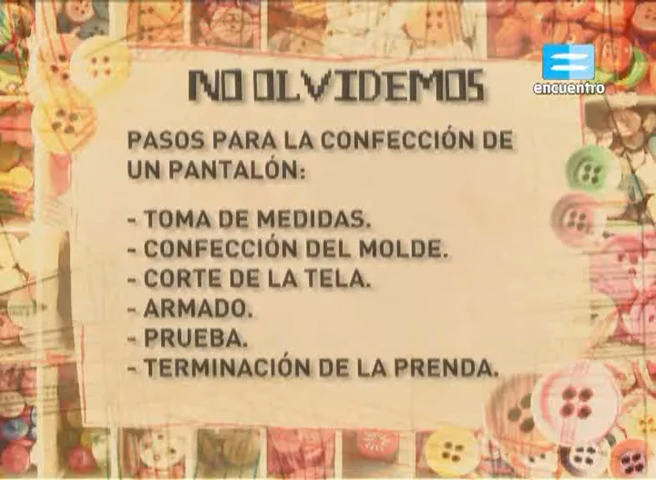 NO OLVIDEMOS
encuentro
PASOS PARA LA CONFECCIÓN DE
UN PANTALÓN:
- TOMA DE MEDIDAS.
- CONFECCIÓN DEL MOLDE.
- CORTE DE LA TELA.
- ARMADO.
- PRUEBA.
- TERMINACIÓN DE LA PRENDA.